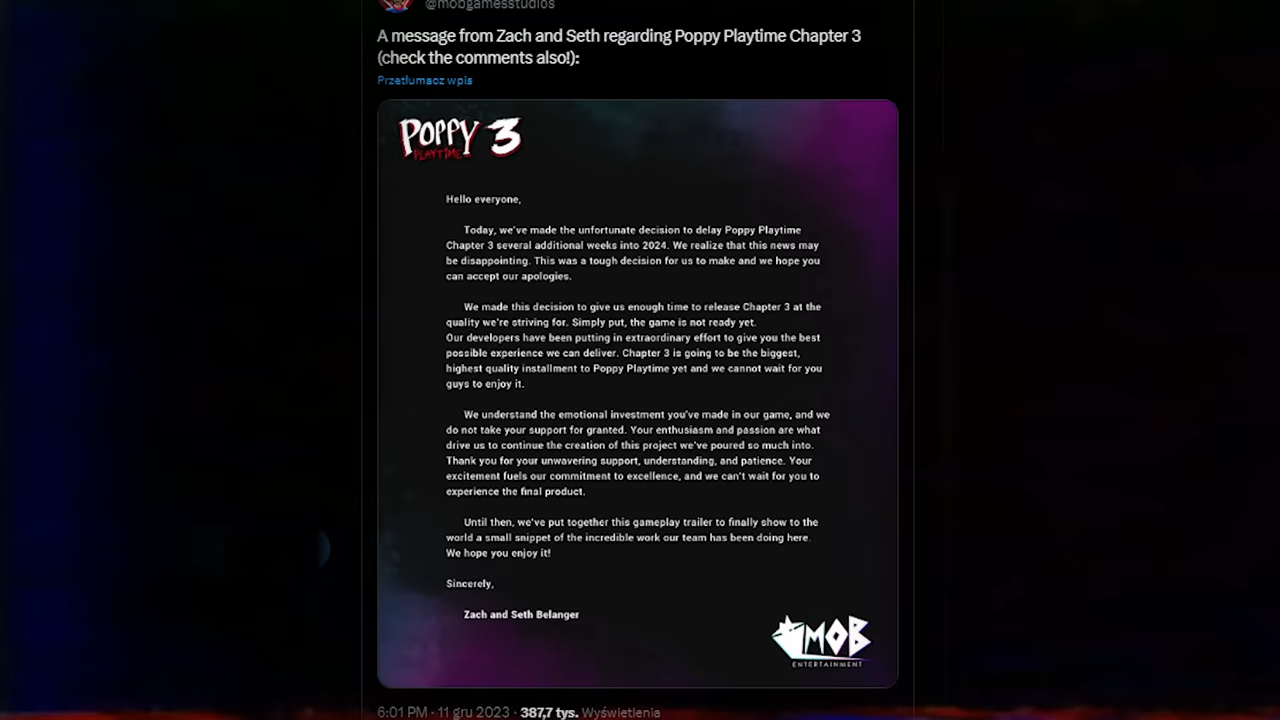 @mobgamesstudios
A message from Zach and Seth regarding Poppy Playtime Chapter 3
(check the comments also!):
Przetłumacz wpis
POPPY 3
PLAYTIME
Hello everyone,
Today, we've made the unfortunate decision to delay Poppy Playtime
Chapter 3 several additional weeks into 2024. We realize that this news may
be disappointing. This was a tough decision for us to make and we hope you
can accept our apologies.
We made this decision to give us enough time to release Chapter 3 at the
quality we're striving for. Simply put, the game is not ready yet.
Our developers have been putting in extraordinary effort to give you the best
possible experience we can deliver. Chapter 3 is going to be the biggest,
highest quality installment to Poppy Playtime yet and we cannot wait for you
guys to enjoy it.
We understand the emotional investment you've made in our game, and we
do not take your support for granted. Your enthusiasm and passion are what
drive us to continue the creation of this project we've poured so much into.
Thank you for your unwavering support, understanding, and patience. Your
excitement fuels our commitment to excellence, and we can't wait for you to
experience the final product.
Until then, we've put together this gameplay trailer to finally show to the
world a small snippet of the incredible work our team has been doing here.
We hope you enjoy it!
Sincerely,
Zach and Seth Belanger
MOB
ENTERTAINMENT
6:01 PM · 11 gru 2023 · 387,7 tys. Wyświetlenia